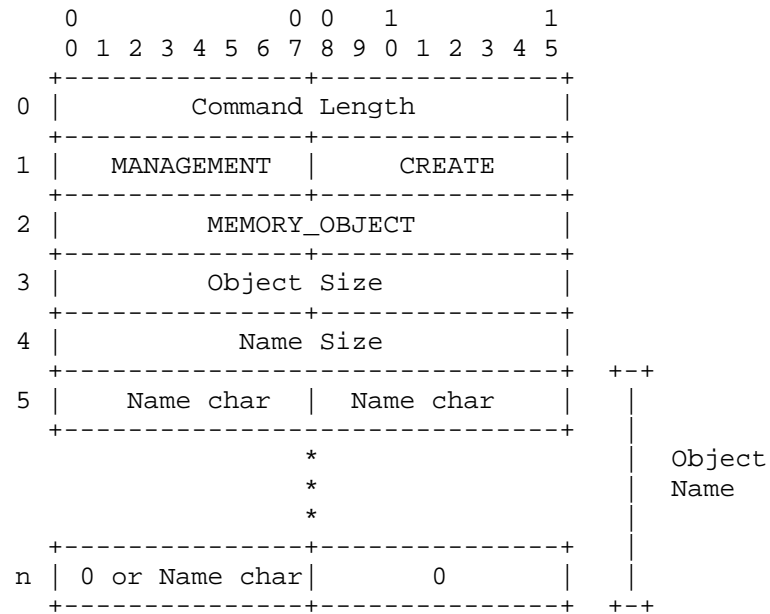 0 0 0 1 1
0 1 2 3 4 5 6 7 8 9 0 1 2 3 4 5
+---------------+---------------+
0 | Command Length |
+---------------+---------------+
1 | MANAGEMENT | CREATE |
+---------------+---------------+
2 | MEMORY_OBJECT |
+---------------+---------------+
3 | Object Size |
+---------------+---------------+
4 | Name Size |
+-------------------------------+ +-+
5 | Name char | Name char | |
+-------------------------------+ |
* | Object
* | Name
* |
+---------------+---------------+ |
n | 0 or Name char| 0 | |
+---------------+---------------+ +-+